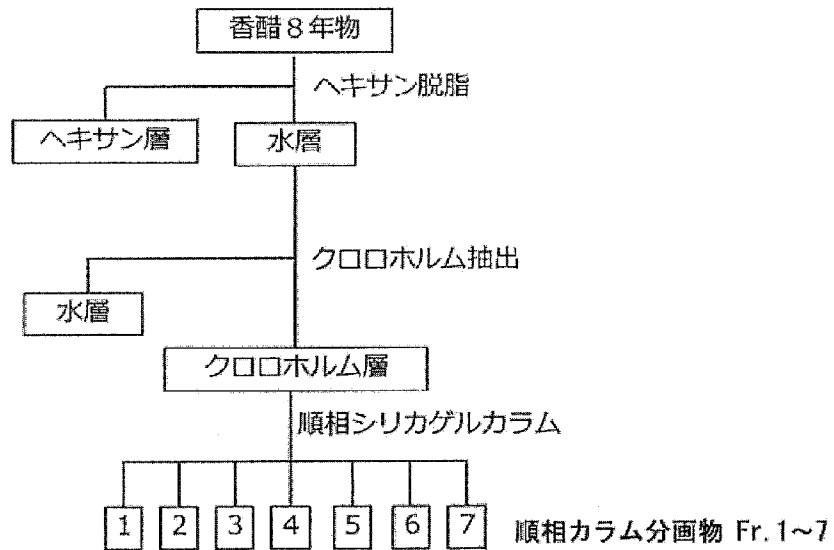 香醋８年物
ヘキサン脱脂
ヘキサン層
水層
クロロホルム抽出
水層
クロロホルム層
順相シリカゲルカラム
1 2 3 4 5 6 7 順相カラム分画物 Fr.1~7